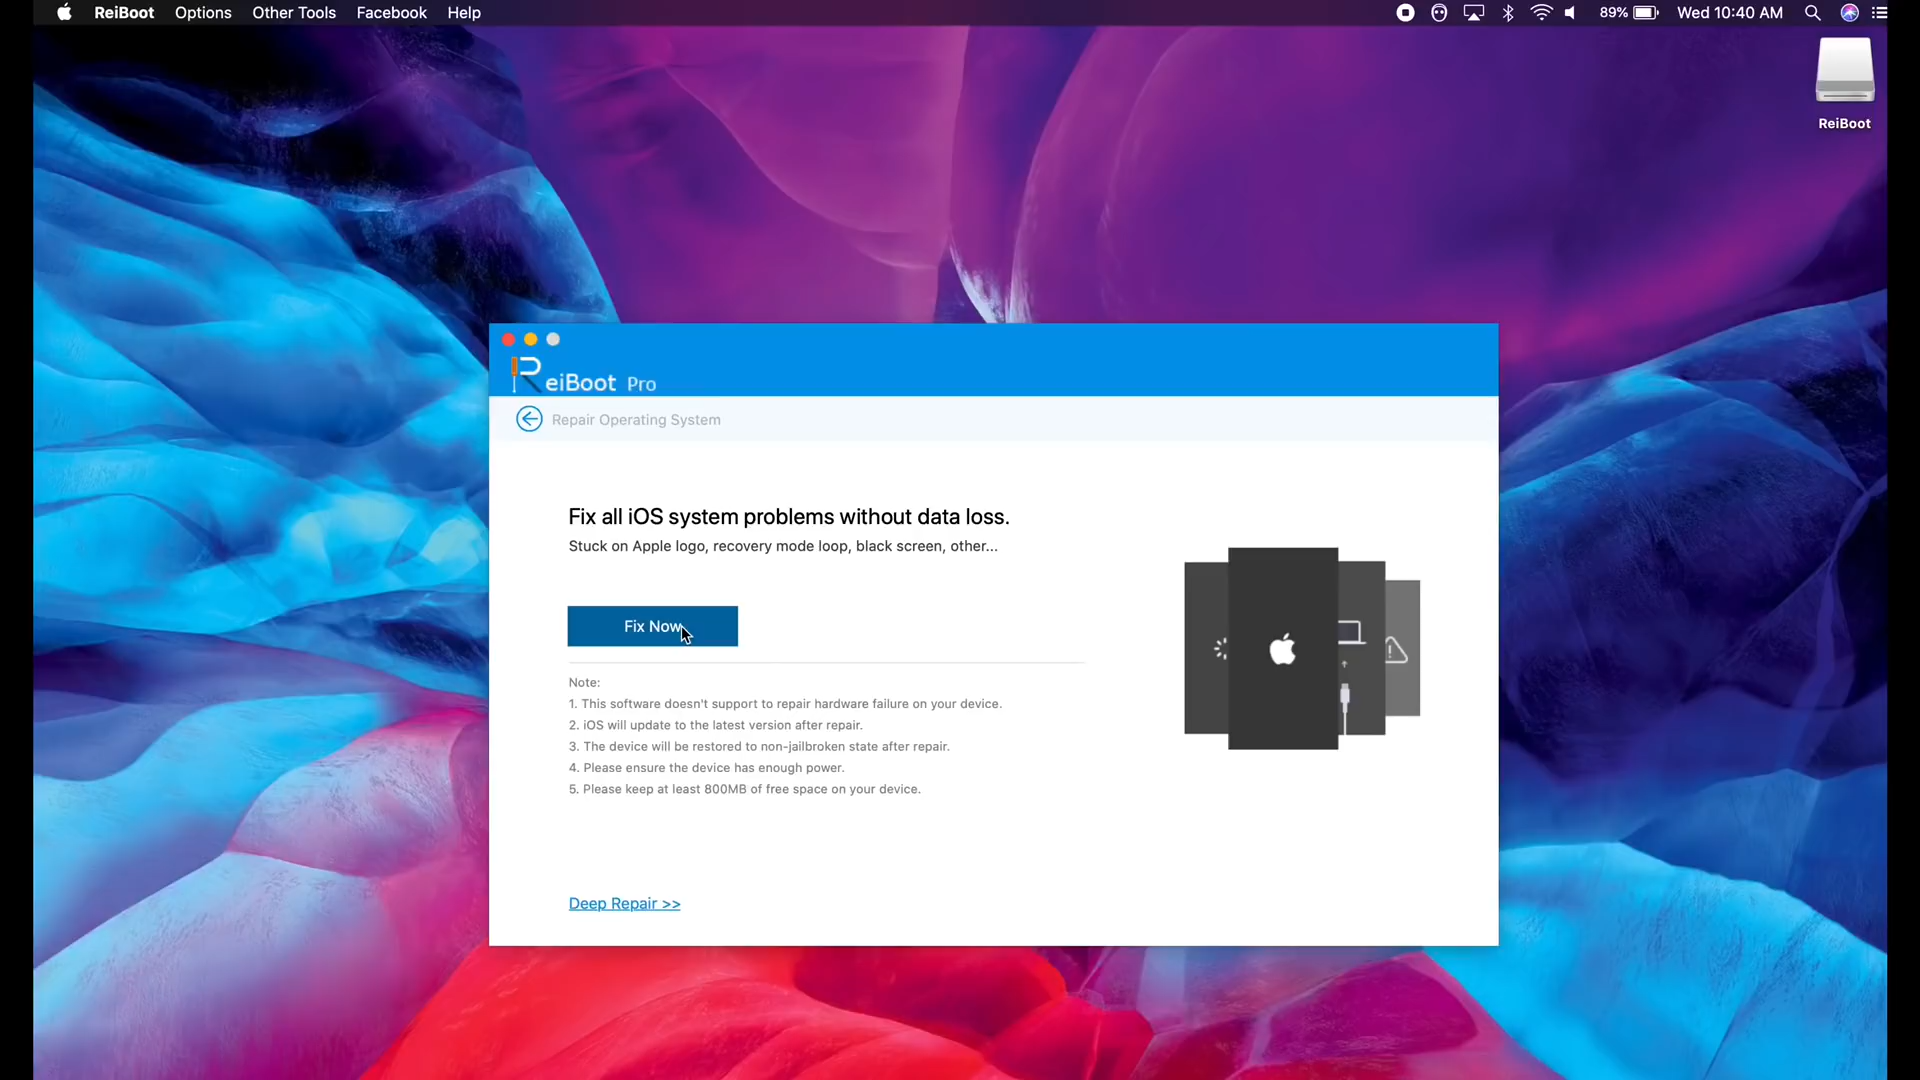 ReiBoot Options Other Tools Facebook Help 89% Wed 10:40 AM
ReiBoot
ReiBoot Pro
Repair Operating System
Fix all iOS system problems without data loss.
Stuck on Apple logo, recovery mode loop, black screen, other...
Fix Now
Note:
1. This software doesn't support to repair hardware failure on your device.
2. iOS will update to the latest version after repair.
3. The device will be restored to non-jailbroken state after repair.
4. Please ensure the device has enough power.
5. Please keep at least 800MB of free space on your device.
Deep Repair >>